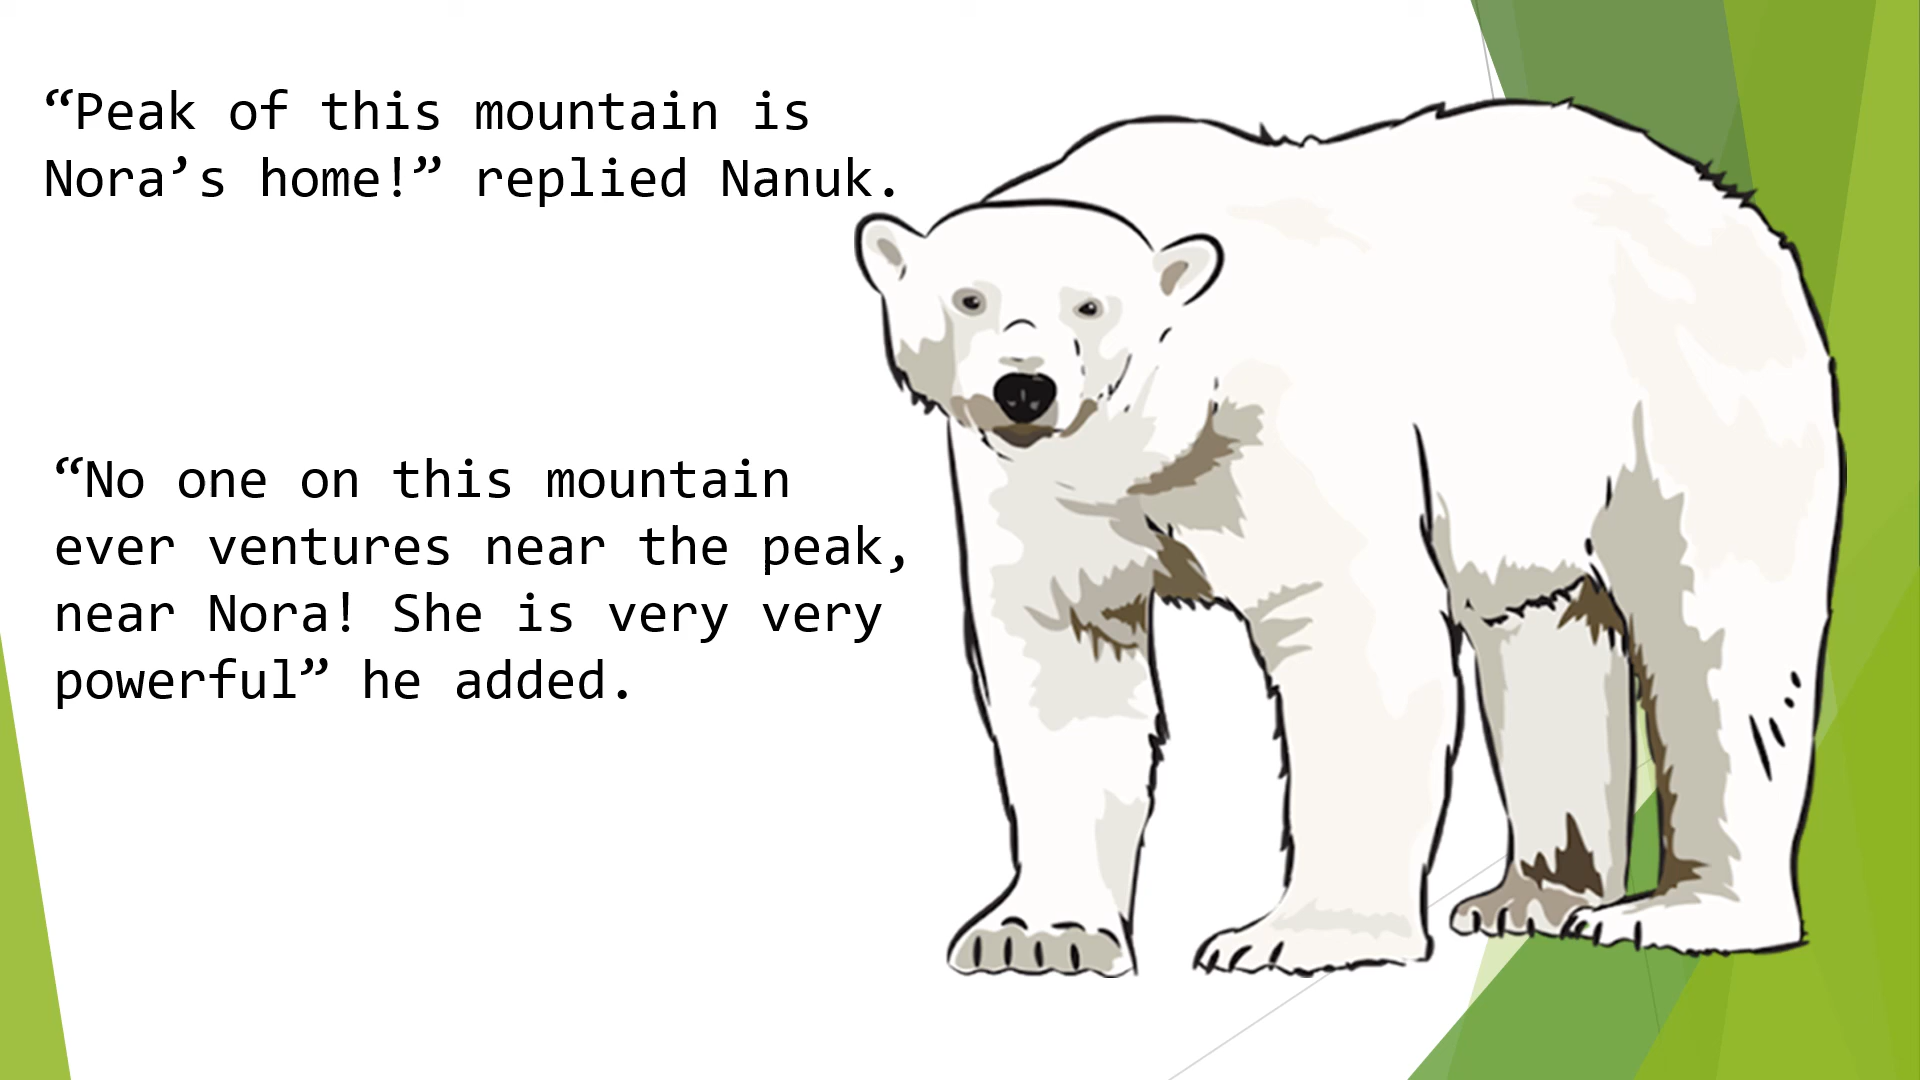 “Peak of this mountain is
Nora’s home!” replied Nanuk.
“No one on this mountain
ever ventures near the peak,
near Nora! She is very very
powerful” he added.